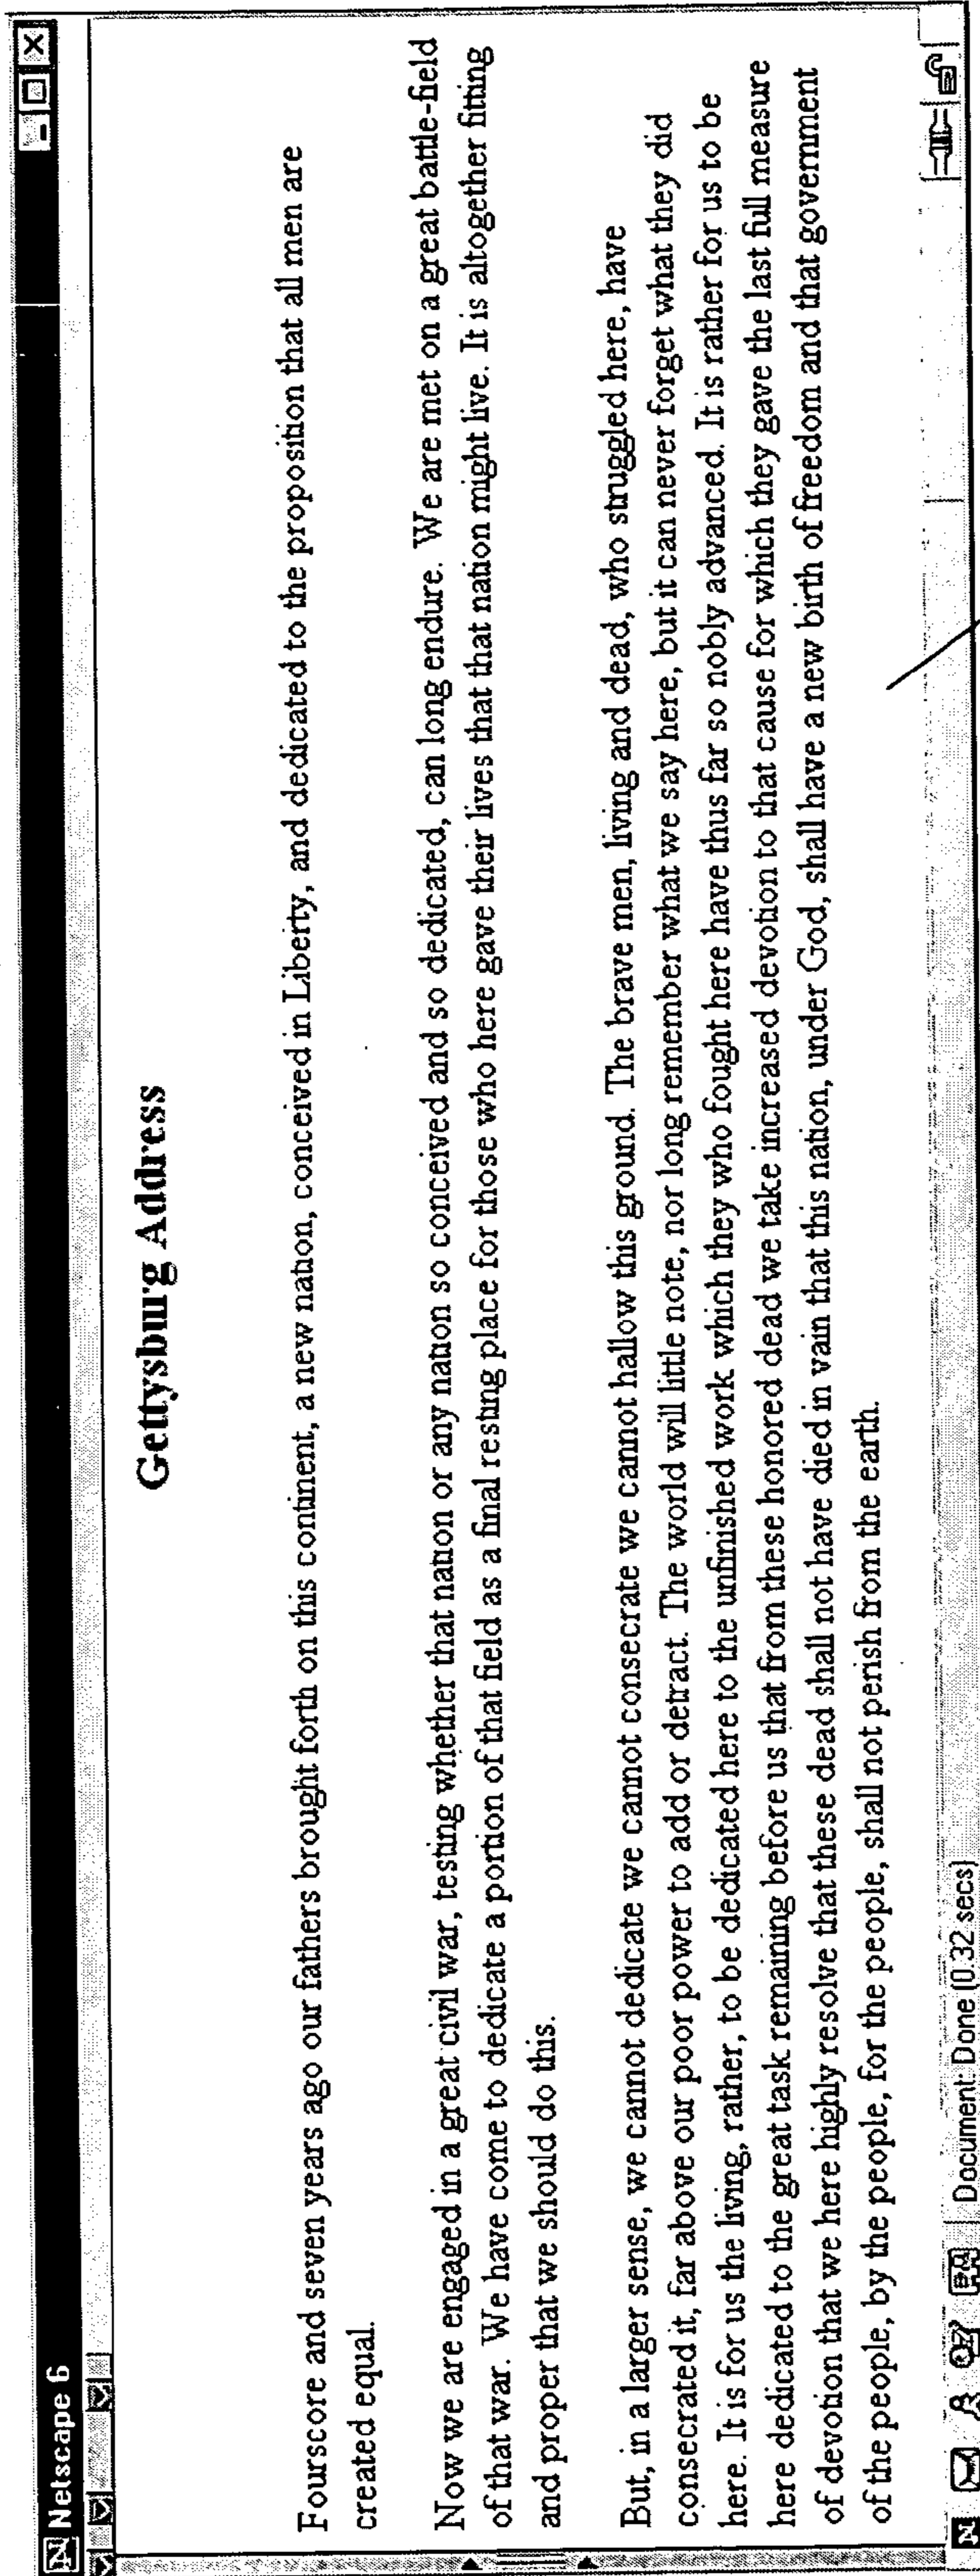 Netscape 6
Gettysburg Address
Fourscore and seven years ago our fathers brought forth on this continent, a new nation, conceived in Liberty, and dedicated to the proposition that all men are
created equal.
Now we are engaged in a great civil war, testing whether that nation or any nation so conceived and so dedicated, can long endure. We are met on a great battle-field
of that war. We have come to dedicate a portion of that field as a final resting place for those who here gave their lives that that nation might live. It is altogether fitting
and proper that we should do this.
But, in a larger sense, we cannot dedicate we cannot consecrate we cannot hallow this ground. The brave men, living and dead, who struggled here, have
consecrated it, far above our poor power to add or detract. The world will little note, nor long remember what we say here, but it can never forget what they did
here. It is for us the living, rather, to be dedicated here to the unfinished work which they who fought here have thus far so nobly advanced. It is rather for us to be
here dedicated to the great task remaining before us that from these honored dead we take increased devotion to that cause for which they gave the last full measure
of devotion that we here highly resolve that these dead shall not have died in vain that this nation, under God, shall have a new birth of freedom and that government
of the people, by the people, for the people, shall not perish from the earth.
Document: Done (0.32 secs)